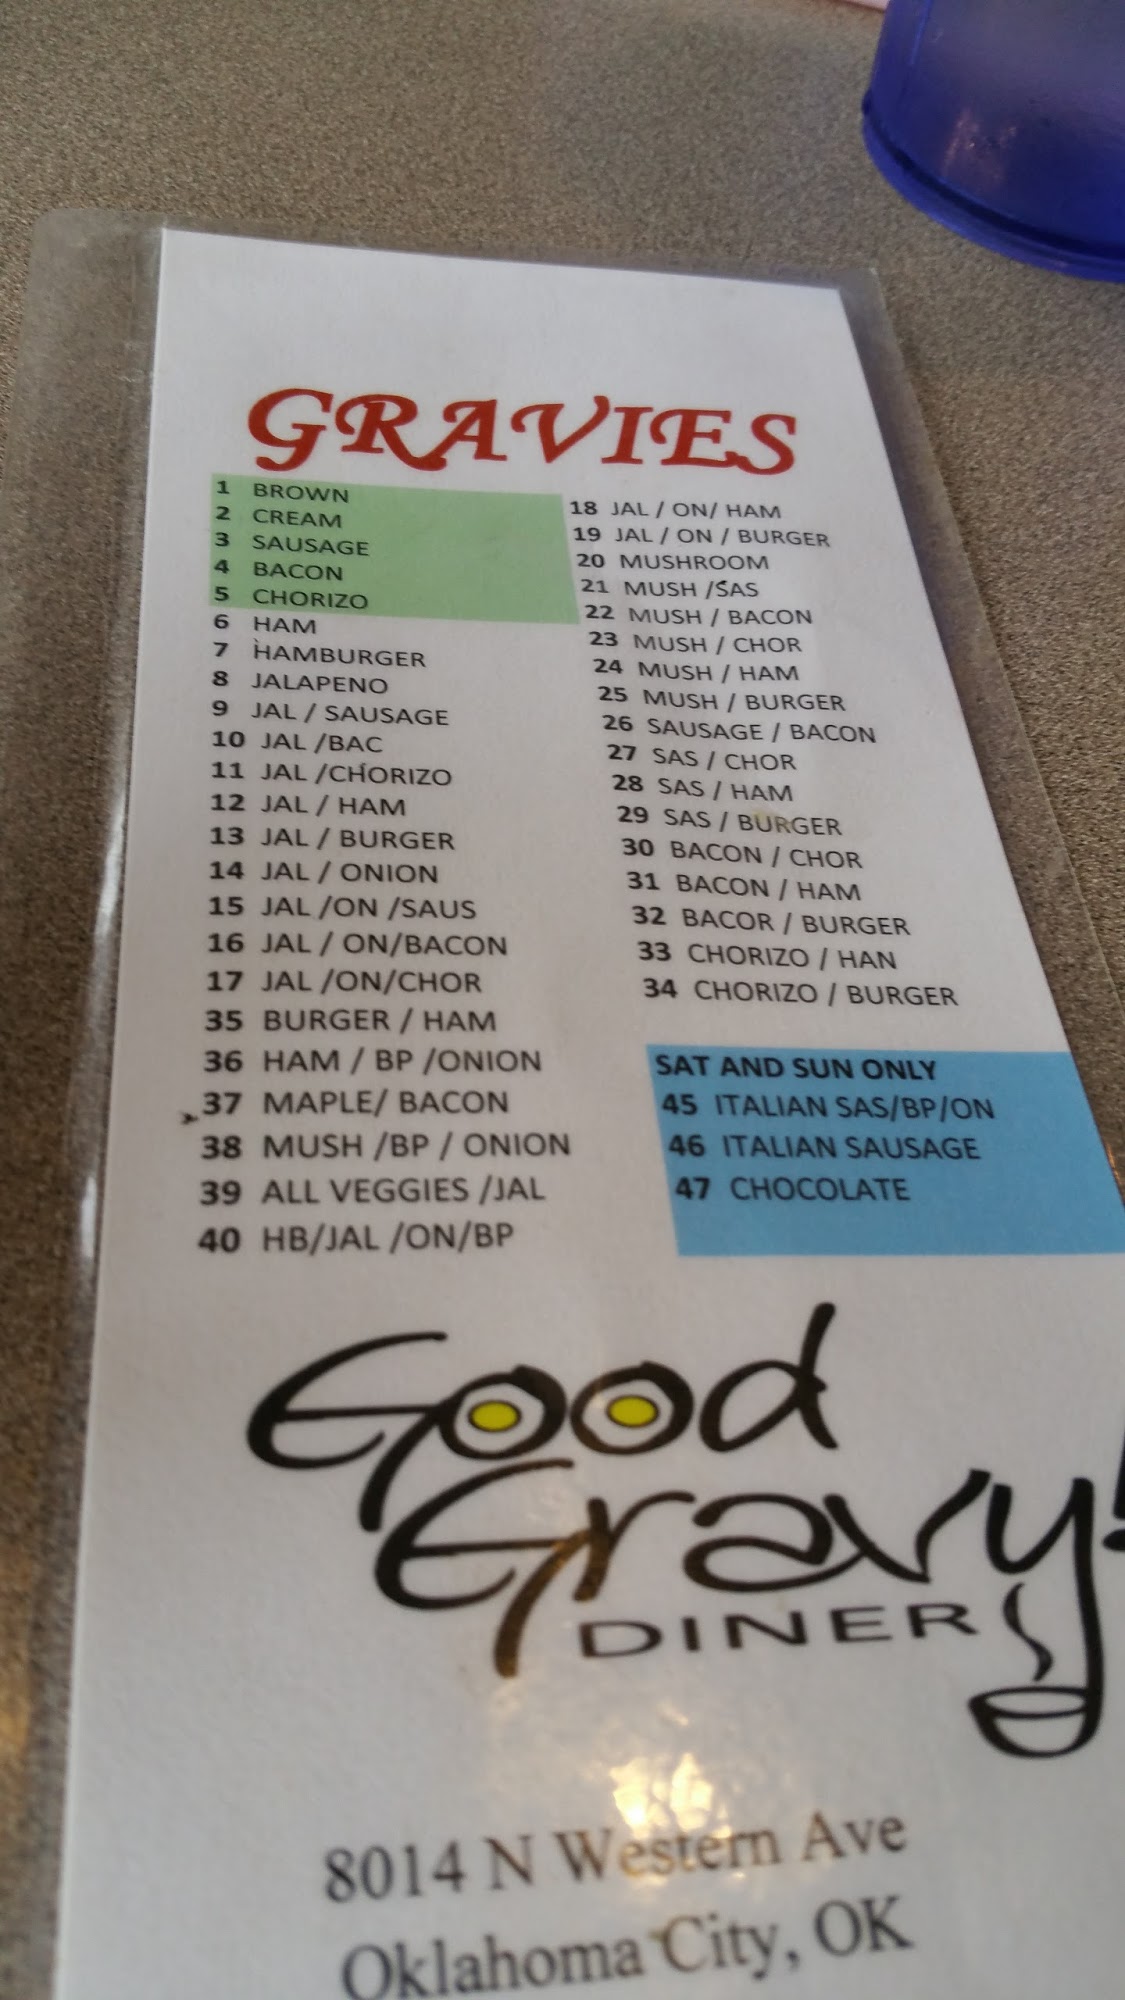 GRAVIES
1 BROWN
2 CREAM
3 SAUSAGE
4 BACON
5 CHORIZO
6 HAM
7 HAMBURGER
8 JALAPENO
9 JAL / SAUSAGE
10 JAL /BAC
11 JAL /CHORIZO
12 JAL / HAM
13 JAL / BURGER
14 JAL / ONION
15 JAL /ON /SAUS
16 JAL / ON/BACON
17 JAL /ON/CHOR
35 BURGER / HAM
36 HAM / BP /ONION
37 MAPLE/ BACON
38 MUSH /BP / ONION
39 ALL VEGGIES /JAL
40 HB/JAL /ON/BP
18 JAL / ON/ HAM
19 JAL / ON / BURGER
20 MUSHROOM
21 MUSH /SAS
22 MUSH / BACON
23 MUSH / CHOR
24 MUSH / HAM
25 MUSH / BURGER
26 SAUSAGE / BACON
27 SAS / CHOR
28 SAS / HAM
29 SAS / BURGER
30 BACON / CHOR
31 BACON / HAM
32 BACOR / BURGER
33 CHORIZO / HAN
34 CHORIZO / BURGER
SAT AND SUN ONLY
45 ITALIAN SAS/BP/ON
46 ITALIAN SAUSAGE
47 CHOCOLATE
Good
Gravy!
DINER
8014 N Western Ave
Oklahoma City, OK